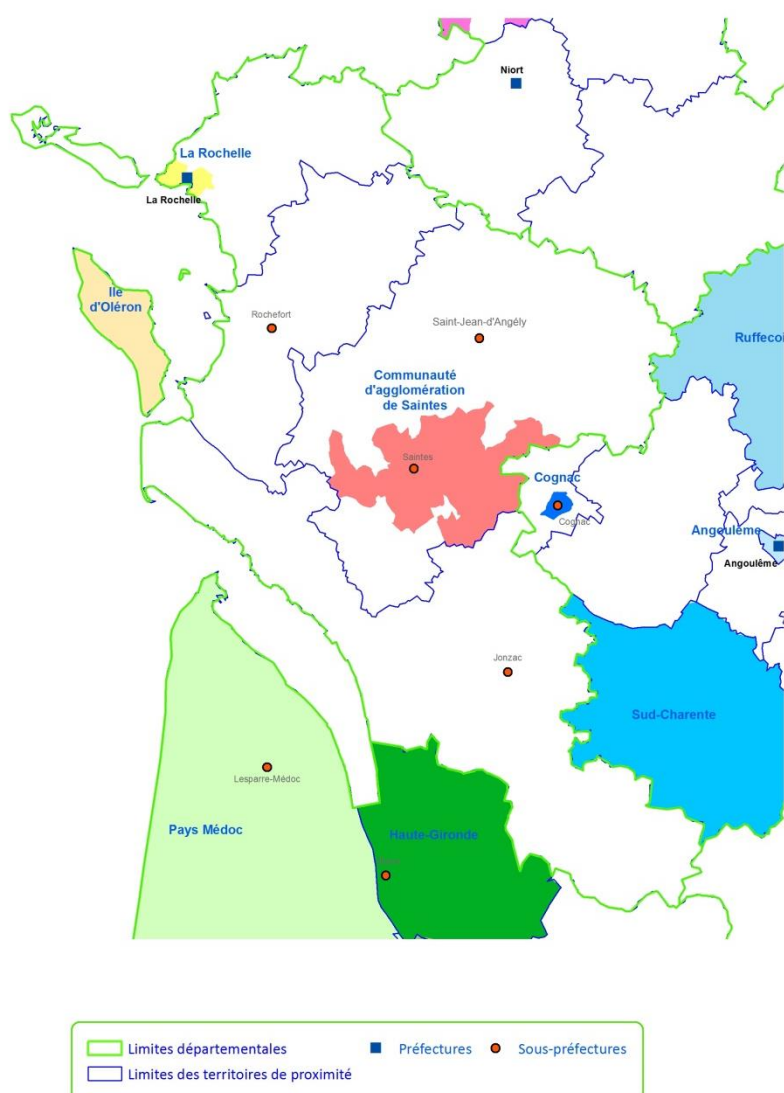 Niort
La Rochelle
La Rochelle
Ile
d'Oléron
Rochefort
Saint-Jean-d'Angély
Ruffecoi
Communauté
d'agglomération
de Saintes
Saintes
Cognac
Cognac
Angoulême
Angoulême
Jonzac
Sud-Charente
Lesparre-Médoc
Pays Médoc
Haute-Gironde
Limites départementales
Préfectures
Sous-préfectures
Limites des territoires de proximité